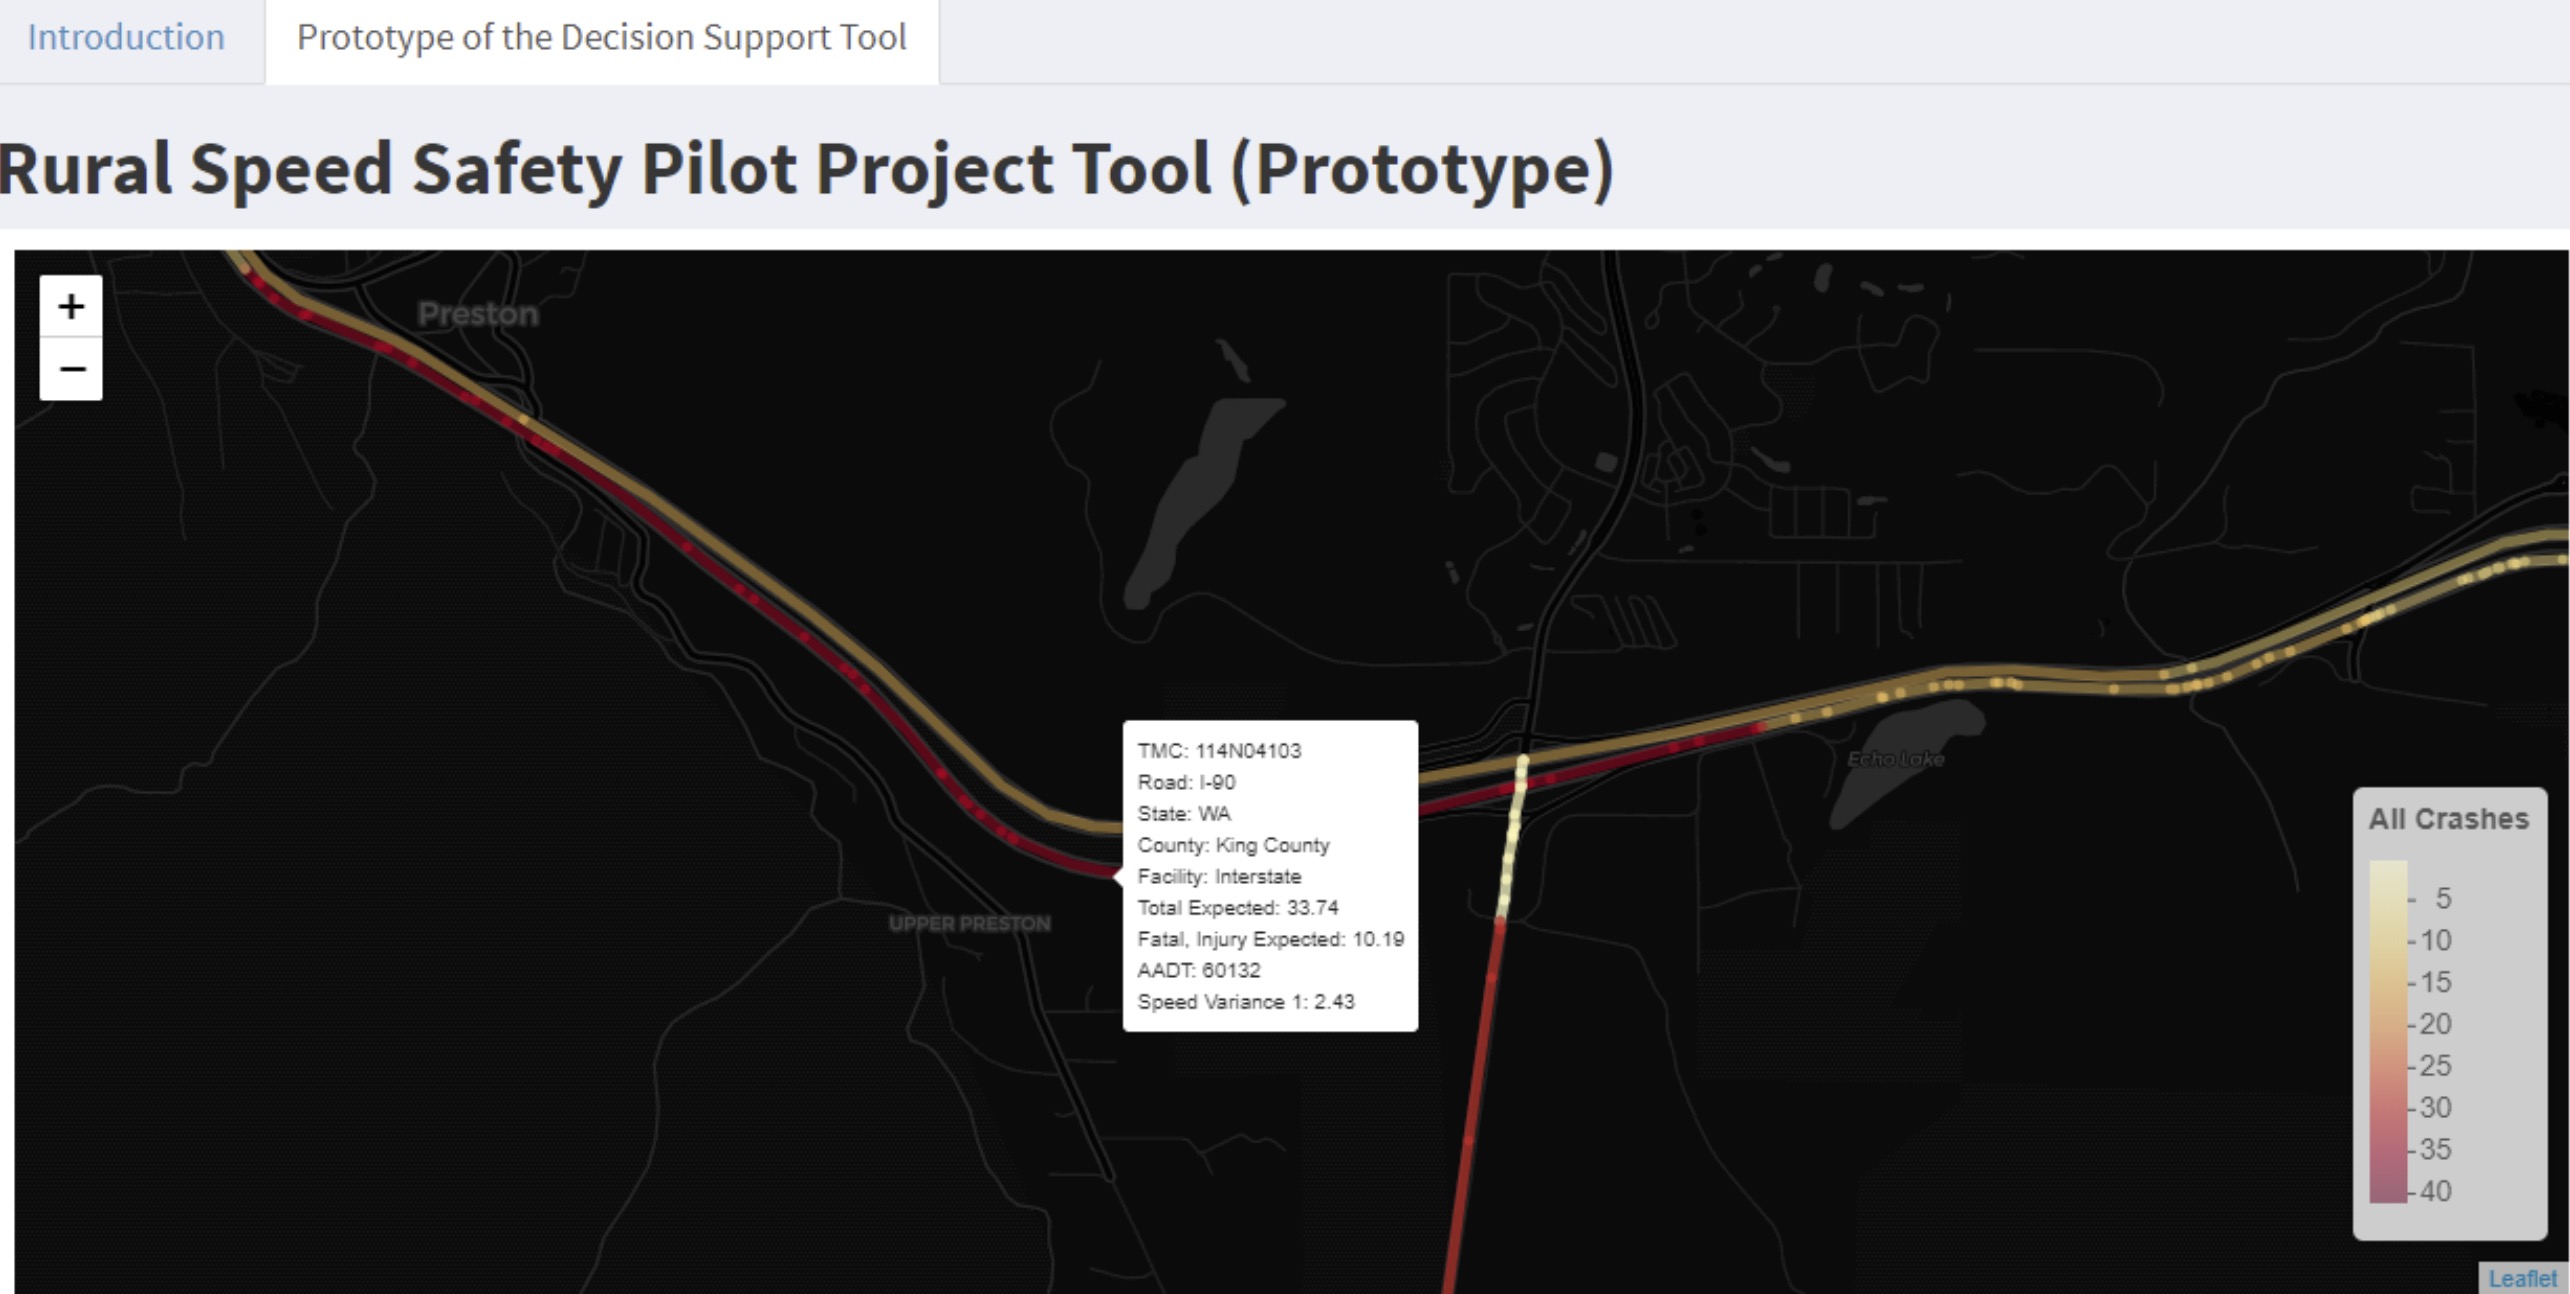 Introduction
Prototype of the Decision Support Tool
Rural Speed Safety Pilot Project Tool (Prototype)
+
−
Preston
TMC: 114N04103
Road: I-90
State: WA
County: King County
Facility: Interstate
Total Expected: 33.74
Fatal, Injury Expected: 10.19
AADT: 60132
Speed Variance 1: 2.43
Echo Lake
UPPER PRESTON
All Crashes
5
10
15
20
25
30
35
40
Leaflet